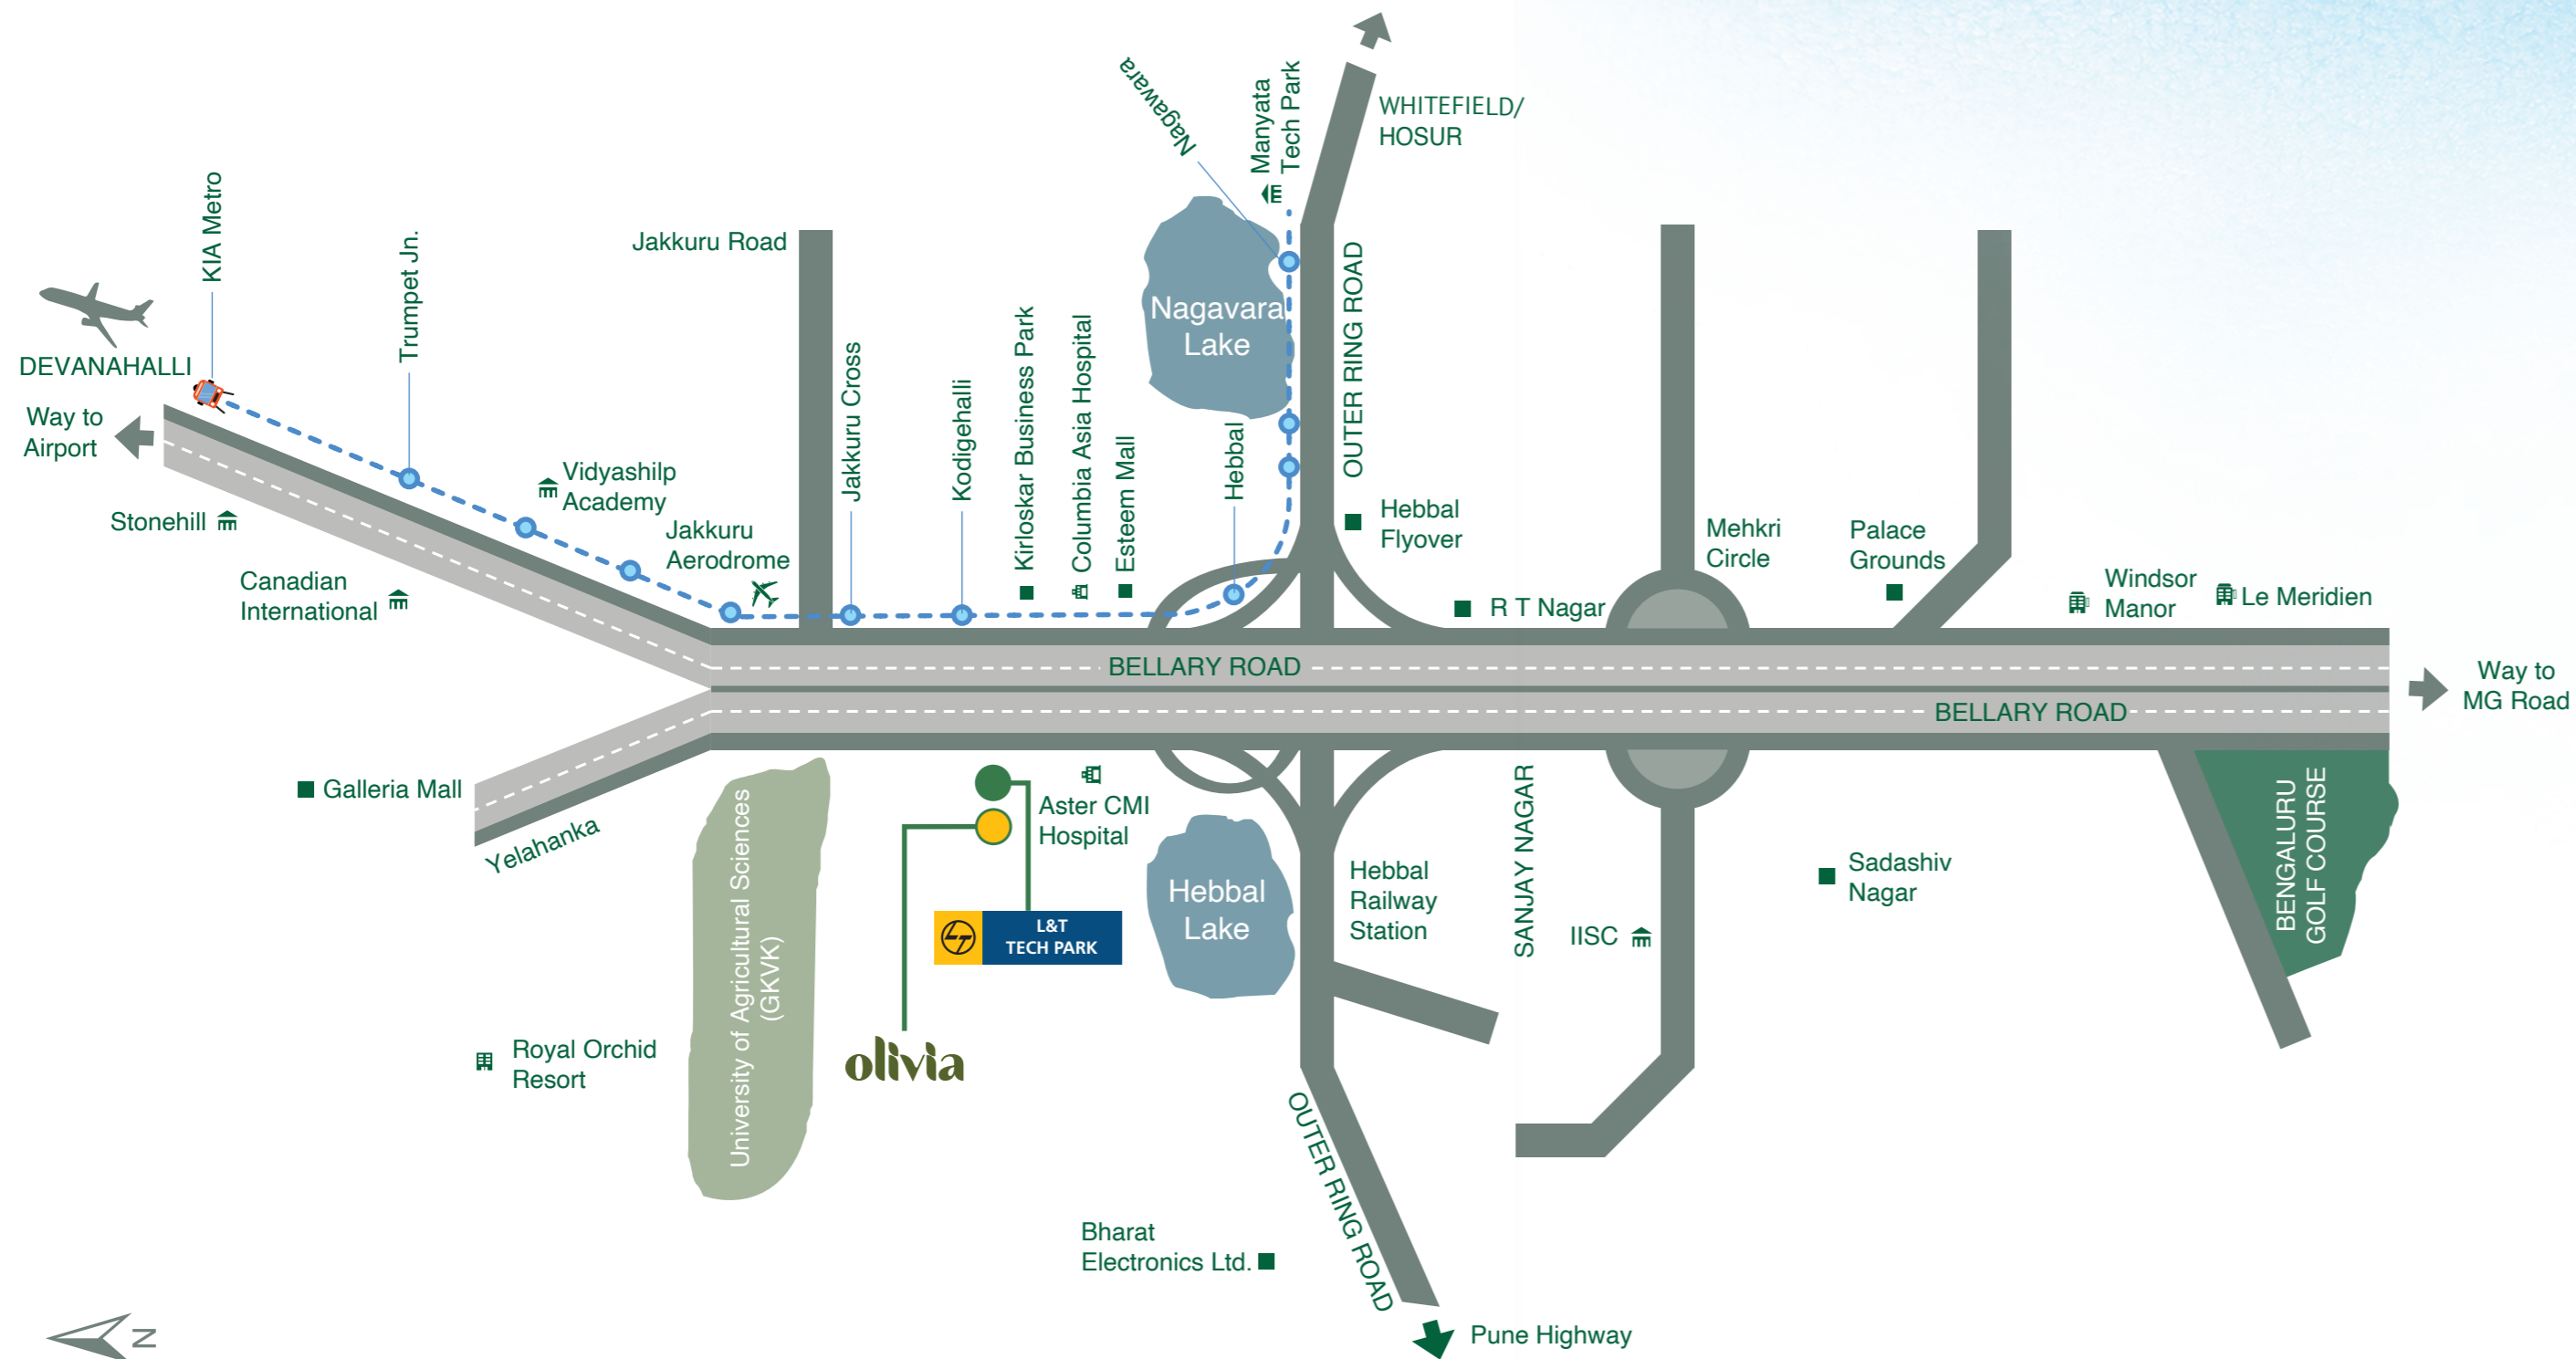 Nagawara
Manyata
Tech Park
WHITEFIELD/
HOSUR
KIA Metro
Trumpet Jn.
Jakkuru Road
DEVANAHALLI
Way to
Airport
Nagavara
Lake
OUTER RING ROAD
Jakkuru Cross
Kodigehalli
Kirloskar Business Park
Columbia Asia Hospital
Esteem Mall
Hebbal
Vidyashilp
Academy
Stonehill
Jakkuru
Aerodrome
Canadian
International
Hebbal
Flyover
R T Nagar
Mehkri
Circle
Palace
Grounds
Windsor
Manor
Le Meridien
BELLARY ROAD
BELLARY ROAD
Way to
MG Road
Galleria Mall
Yelahanka
University of Agricultural Sciences
(GKVK)
Aster CMI
Hospital
L&T
TECH PARK
olivia
Hebbal
Lake
Hebbal
Railway
Station
SANJAY NAGAR
IISC
Sadashiv
Nagar
BENGALURU
GOLF COURSE
Royal Orchid
Resort
OUTER RING ROAD
Bharat
Electronics Ltd.
Pune Highway
N